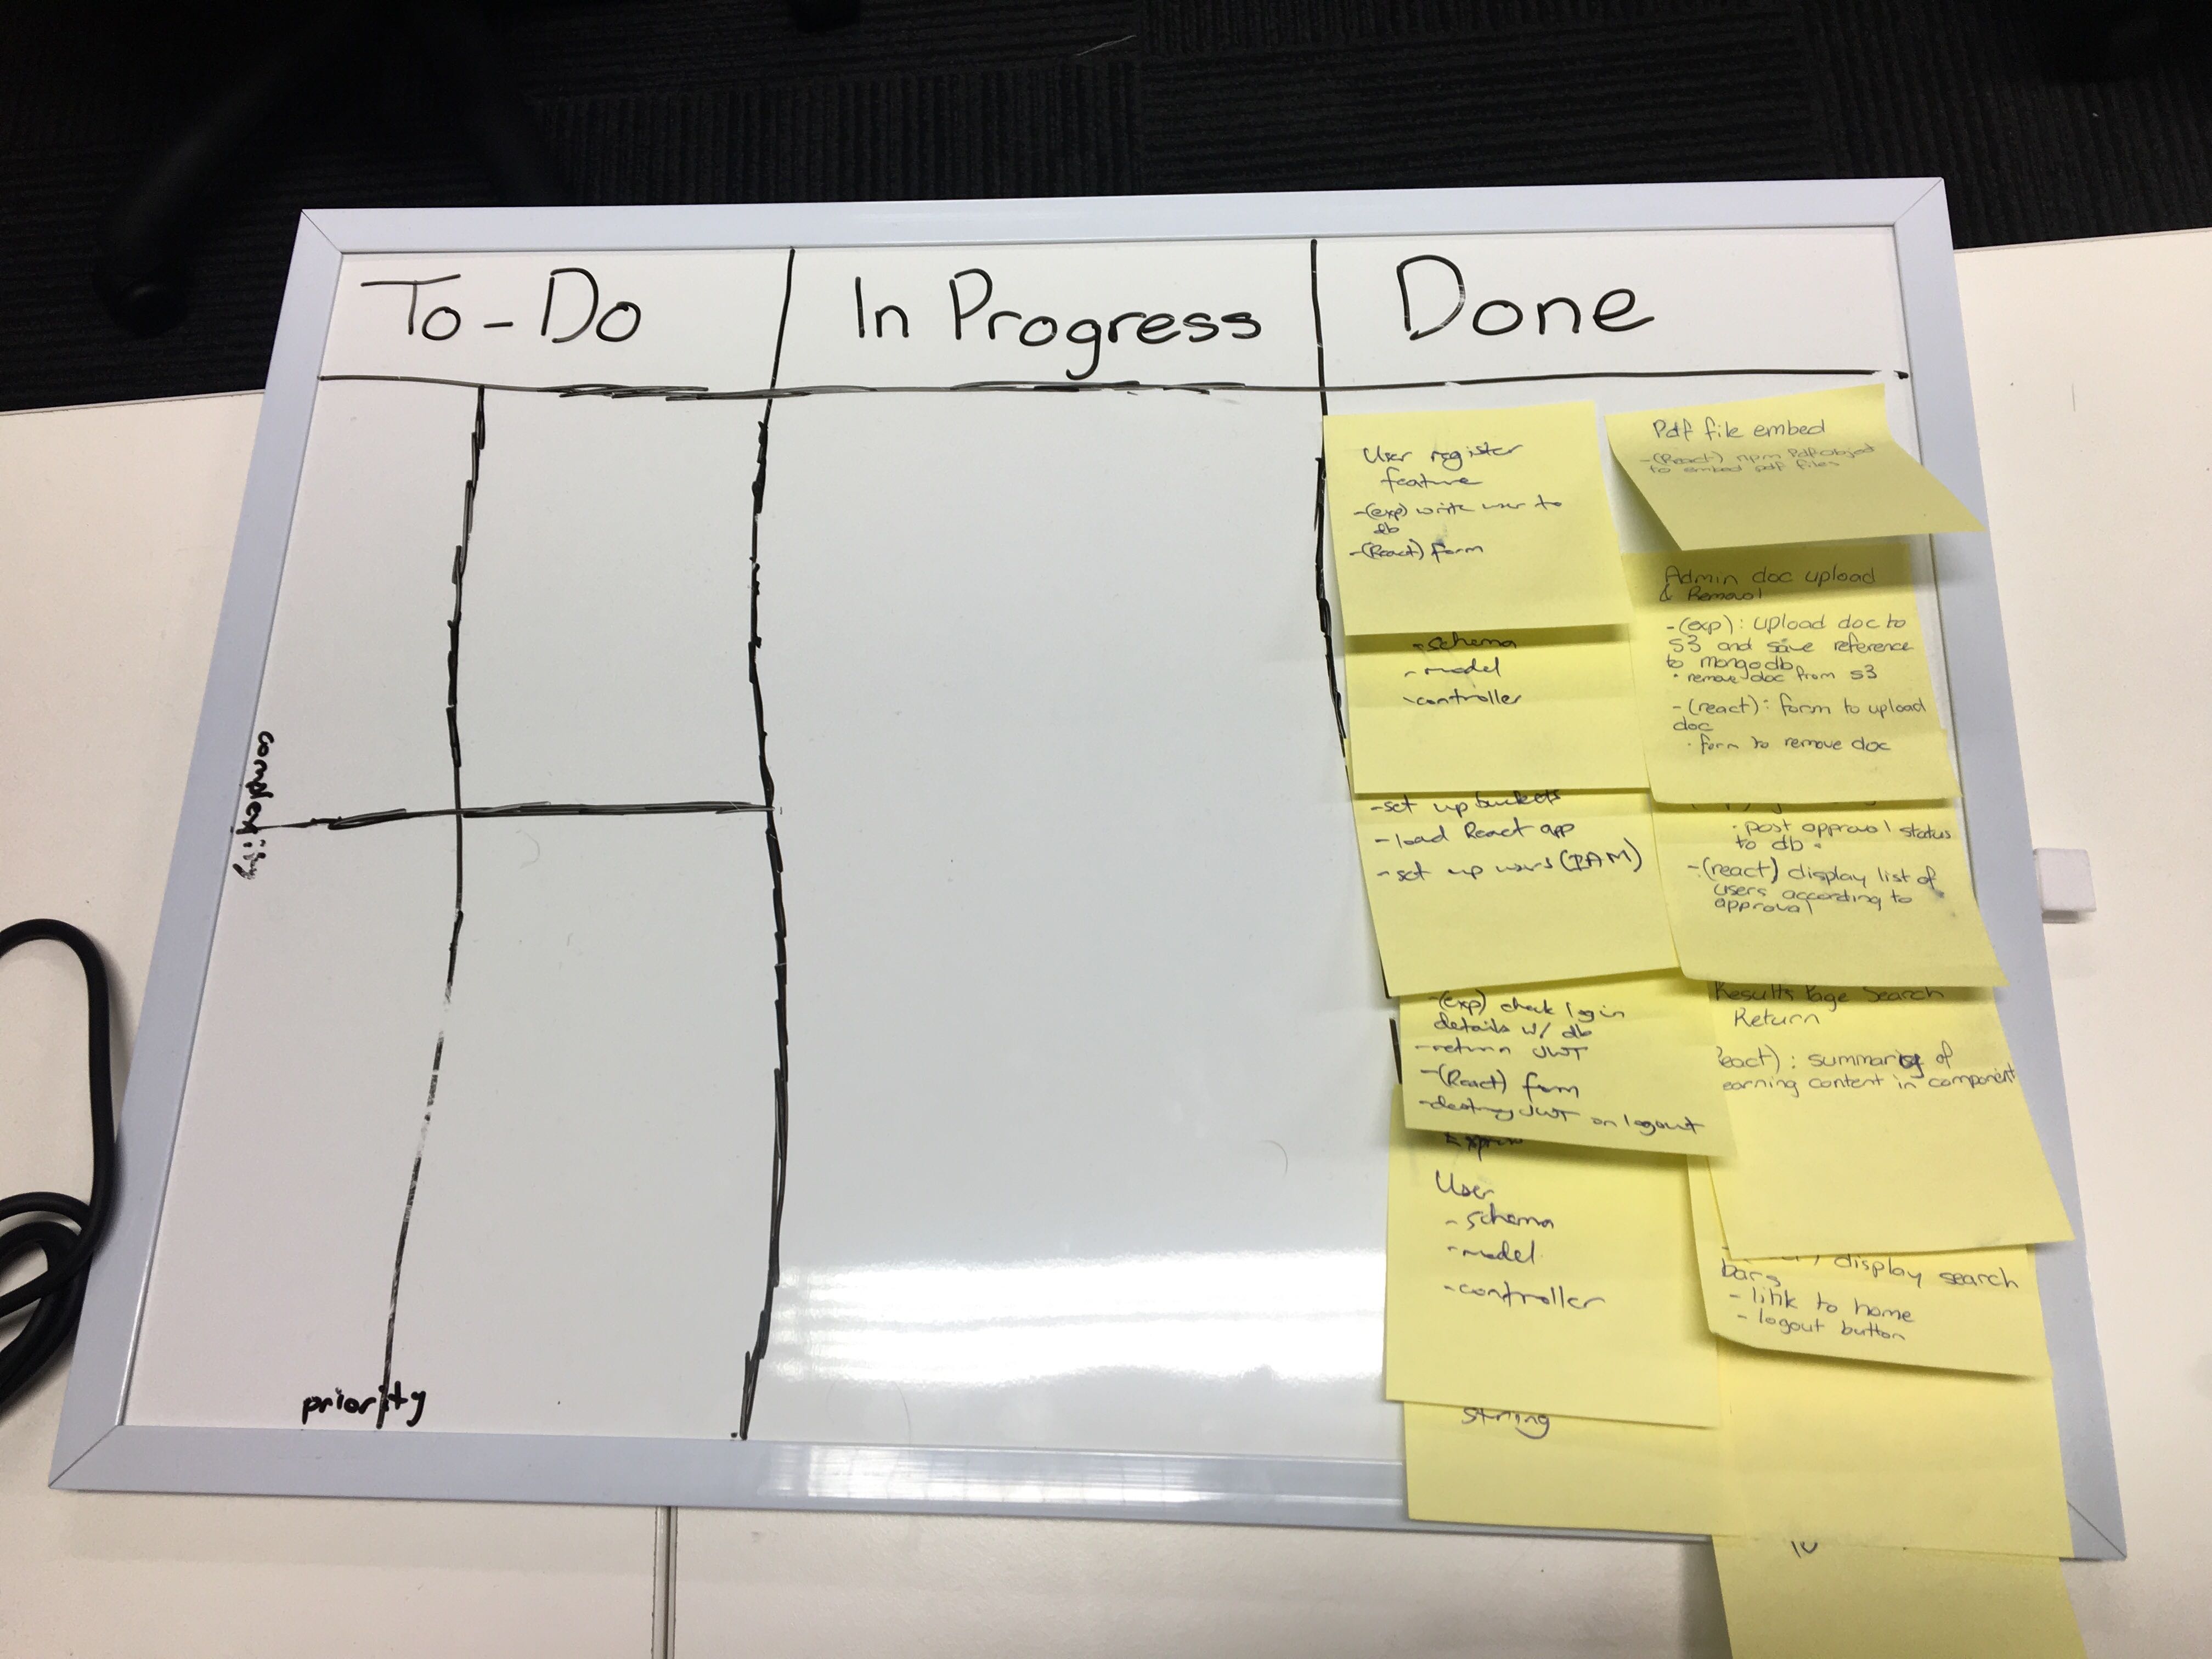 To-Do
In Progress
Done
complexity
priority
User register
feature
-(exp) write user to
db
-(React) form
-schema
-model
-controller
-set up buckets
-load React app
-set up users (IAM)
-(exp) check login
details w/ db
-return JWT
-(React) form
-destroy JWT on logout
User
-schema
-model
-controller
string
Pdf file embed
-(React) npm Pdfobject
to embed pdf files
Admin doc upload
& Removal
-(exp): upload doc to
S3 and save reference
to mongodb
· remove doc from S3
-(react): form to upload
doc
· form to remove doc
· post approval status
to db.
-(react) display list of
users according to
approval
Results Page Search
Return
React): summary of
earning content in component
display search
bars
- link to home
- logout button